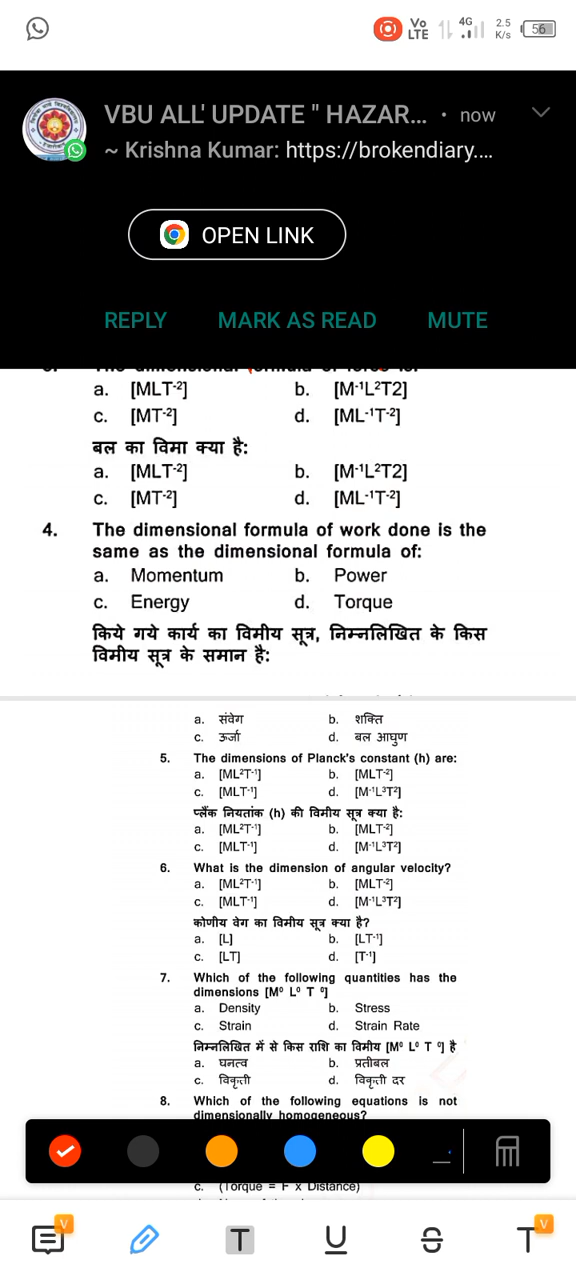 Vo LTE 4G 2.5 K/s 56
VBU ALL' UPDATE " HAZAR... • now
~ Krishna Kumar: https://brokendiary....
OPEN LINK
REPLY MARK AS READ MUTE
a. [MLT⁻²] b. [M⁻¹L²T2]
c. [MT⁻²] d. [ML⁻¹T⁻²]
बल का विमा क्या है:
a. [MLT⁻²] b. [M⁻¹L²T2]
c. [MT⁻²] d. [ML⁻¹T⁻²]
4. The dimensional formula of work done is the
same as the dimensional formula of:
a. Momentum b. Power
c. Energy d. Torque
किये गये कार्य का विमीय सूत्र, निम्नलिखित के किस
विमीय सूत्र के समान है:
a. संवेग b. शक्ति
c. ऊर्जा d. बल आघुण
5. The dimensions of Planck's constant (h) are:
a. [ML²T⁻¹] b. [MLT⁻²]
c. [MLT⁻¹] d. [M⁻¹L³T²]
प्लैंक नियतांक (h) की विमीय सूत्र क्या है:
a. [ML²T⁻¹] b. [MLT⁻²]
c. [MLT⁻¹] d. [M⁻¹L³T²]
6. What is the dimension of angular velocity?
a. [ML²T⁻¹] b. [MLT⁻²]
c. [MLT⁻¹] d. [M⁻¹L³T²]
कोणीय वेग का विमीय सूत्र क्या है?
a. [L] b. [LT⁻¹]
c. [LT] d. [T⁻¹]
7. Which of the following quantities has the
dimensions [M⁰ L⁰ T ⁰]
a. Density b. Stress
c. Strain d. Strain Rate
निम्नलिखित में से किस राशि का विमीय [M⁰ L⁰ T ⁰] है
a. घनत्व b. प्रतीबल
c. विकृती d. विकृती दर
8. Which of the following equations is not
dimensionally homogeneous?
c. (Torque = F x Distance)
V T U S T V